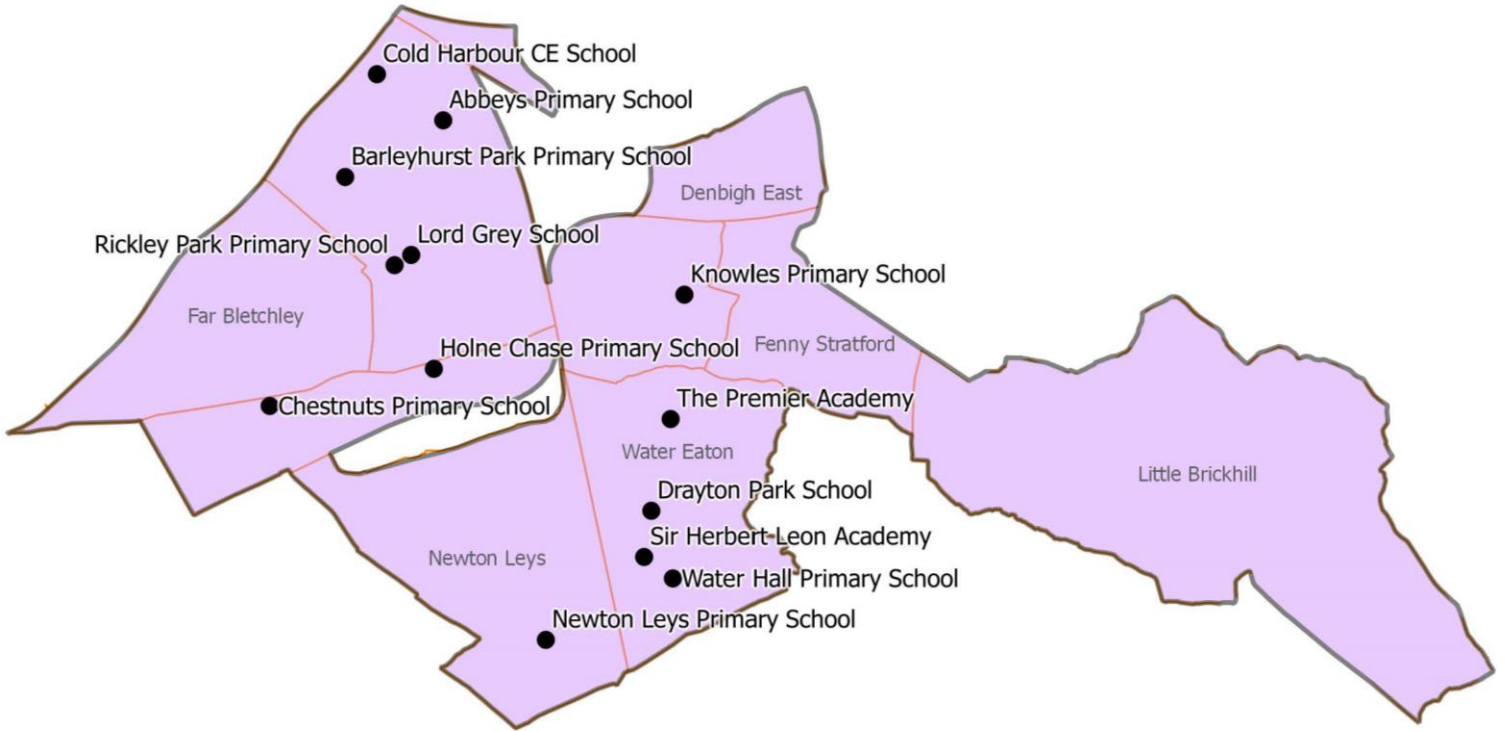 Cold Harbour CE School
Abbeys Primary School
Barleyhurst Park Primary School
Denbigh East
Lord Grey School
Rickley Park Primary School
Knowles Primary School
Far Bletchley
Fenny Stratford
Holne Chase Primary School
The Premier Academy
Chestnuts Primary School
Water Eaton
Little Brickhill
Drayton Park School
Sir Herbert Leon Academy
Newton Leys
Water Hall Primary School
Newton Leys Primary School